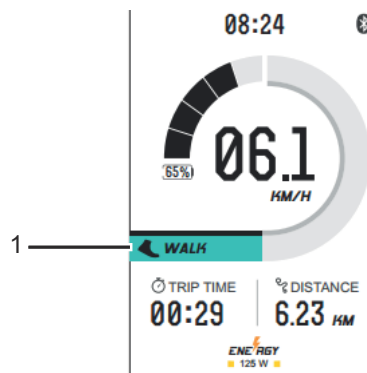 08:24
65%
06.1
KM/H
1
WALK
TRIP TIME
DISTANCE
00:29
6.23 KM
ENERGY
125 W